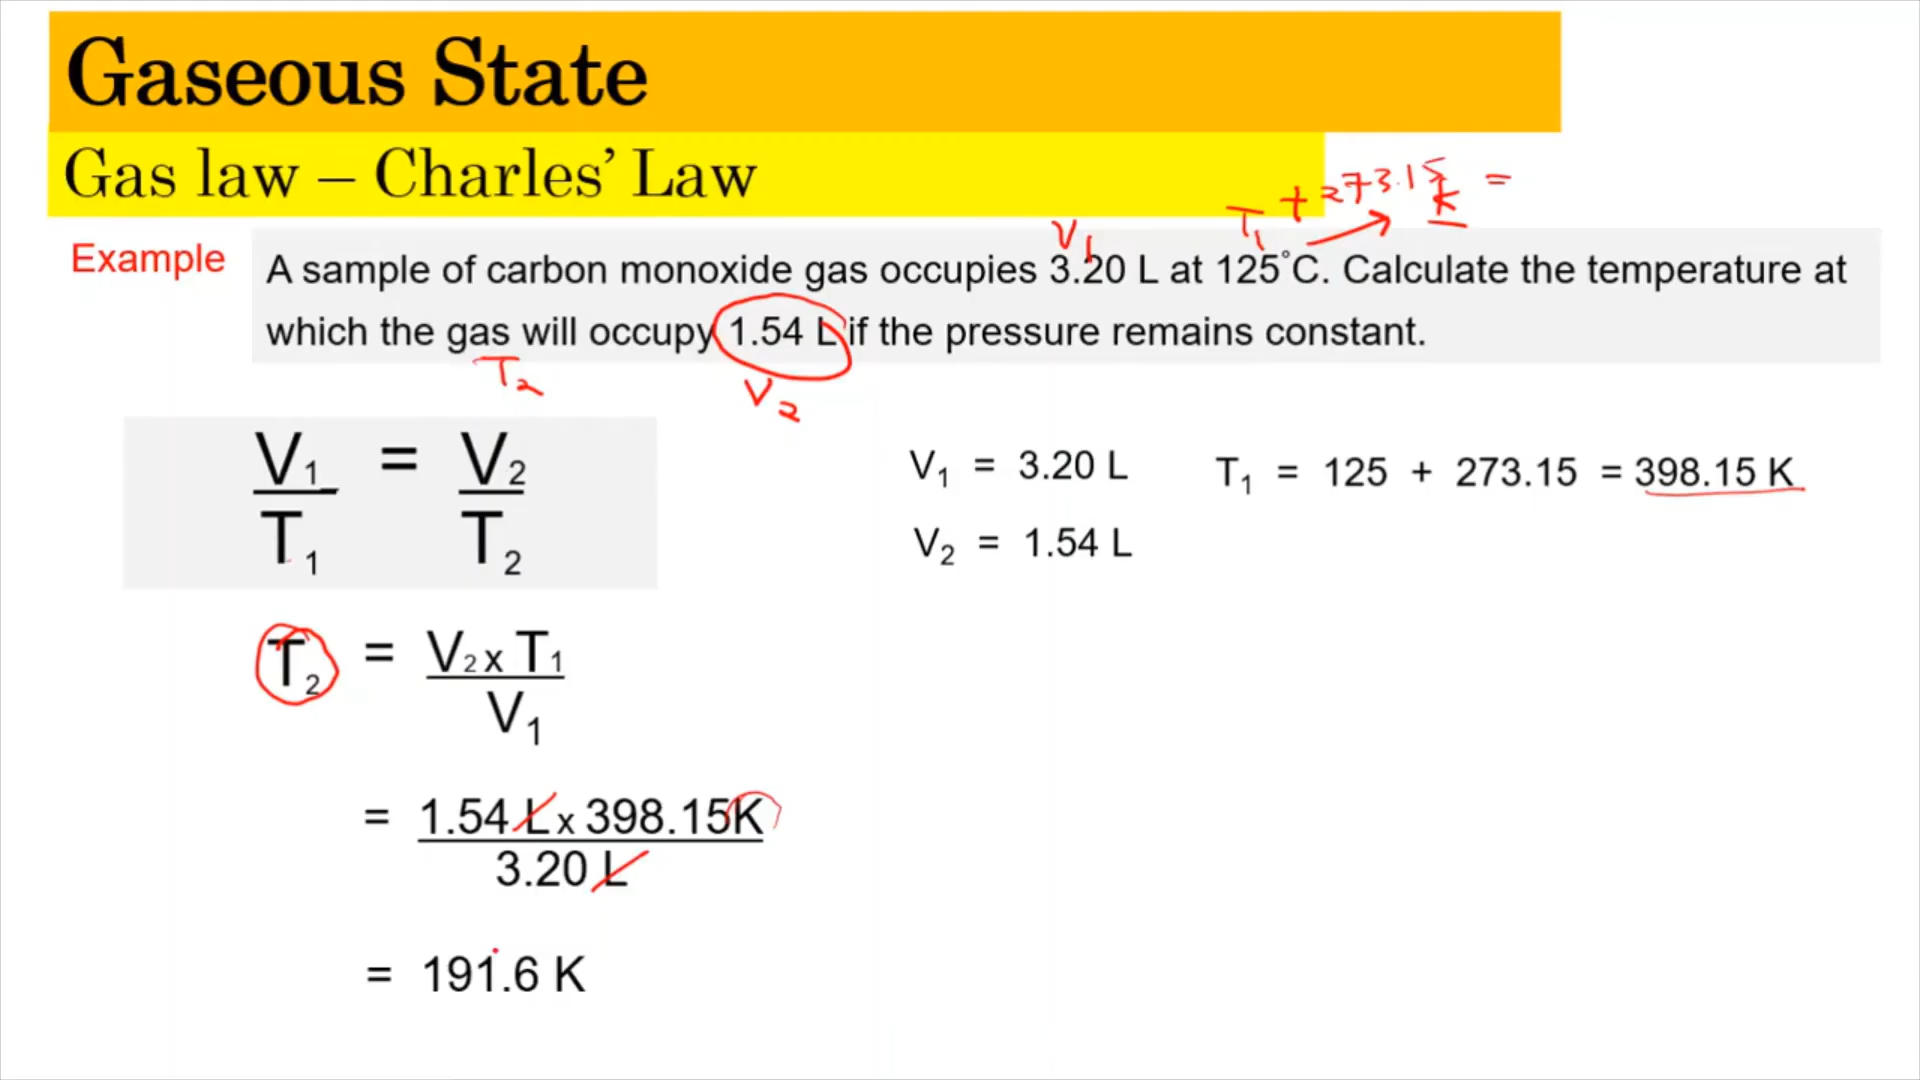 Gaseous State
Gas law – Charles’ Law
T₁ + 273.15 K =
V₁
Example
A sample of carbon monoxide gas occupies 3.20 L at 125°C. Calculate the temperature at
which the gas will occupy 1.54 L if the pressure remains constant.
T₂
V₂
V₁ = V₂
T₁ T₂
V₁ = 3.20 L T₁ = 125 + 273.15 = 398.15 K
V₂ = 1.54 L
T₂ = V₂ x T₁
V₁
= 1.54 L x 398.15K
3.20 L
= 191.6 K